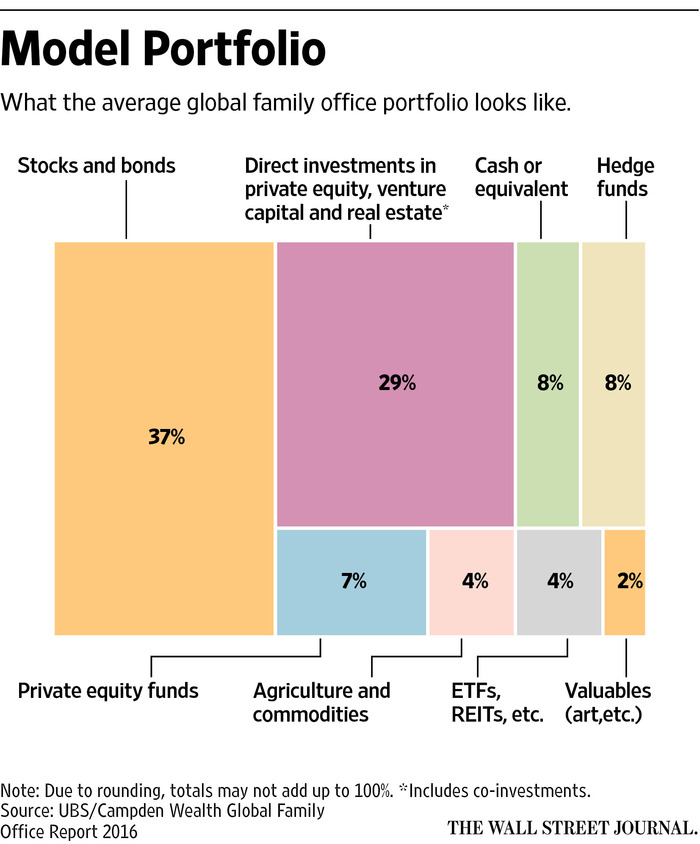 Model Portfolio
What the average global family office portfolio looks like.
Stocks and bonds
Direct investments in
private equity, venture
capital and real estate*
Cash or
equivalent
Hedge
funds
37%
29%
8%
8%
7%
4%
4%
2%
Private equity funds
Agriculture and
commodities
ETFs,
REITs, etc.
Valuables
(art,etc.)
Note: Due to rounding, totals may not add up to 100%. *Includes co-investments.
Source: UBS/Campden Wealth Global Family
Office Report 2016
THE WALL STREET JOURNAL.